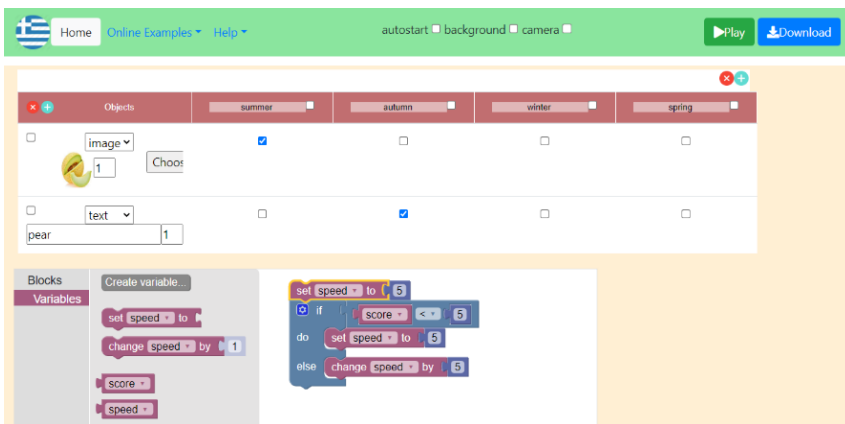 Home Online Examples Help autostart background camera Play Download
Objects summer autumn winter spring
image
1 Choos
text
pear 1
Blocks Create variable... set speed to 5
Variables if score < 5
set speed to
do set speed to 5
change speed by 1
else change speed by 5
score
speed